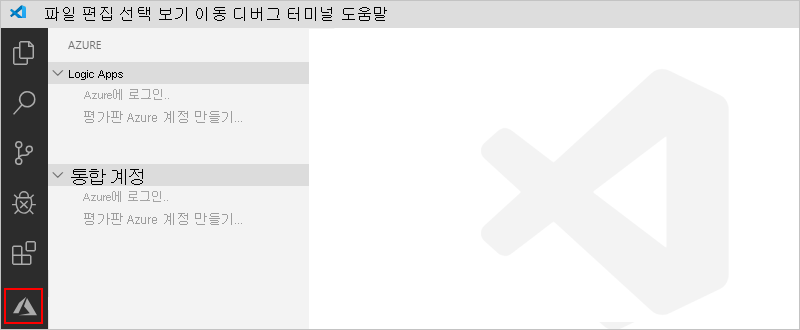 파일 편집 선택 보기 이동 디버그 터미널 도움말
AZURE
Logic Apps
Azure에 로그인..
평가판 Azure 계정 만들기...
통합 계정
Azure에 로그인..
평가판 Azure 계정 만들기...